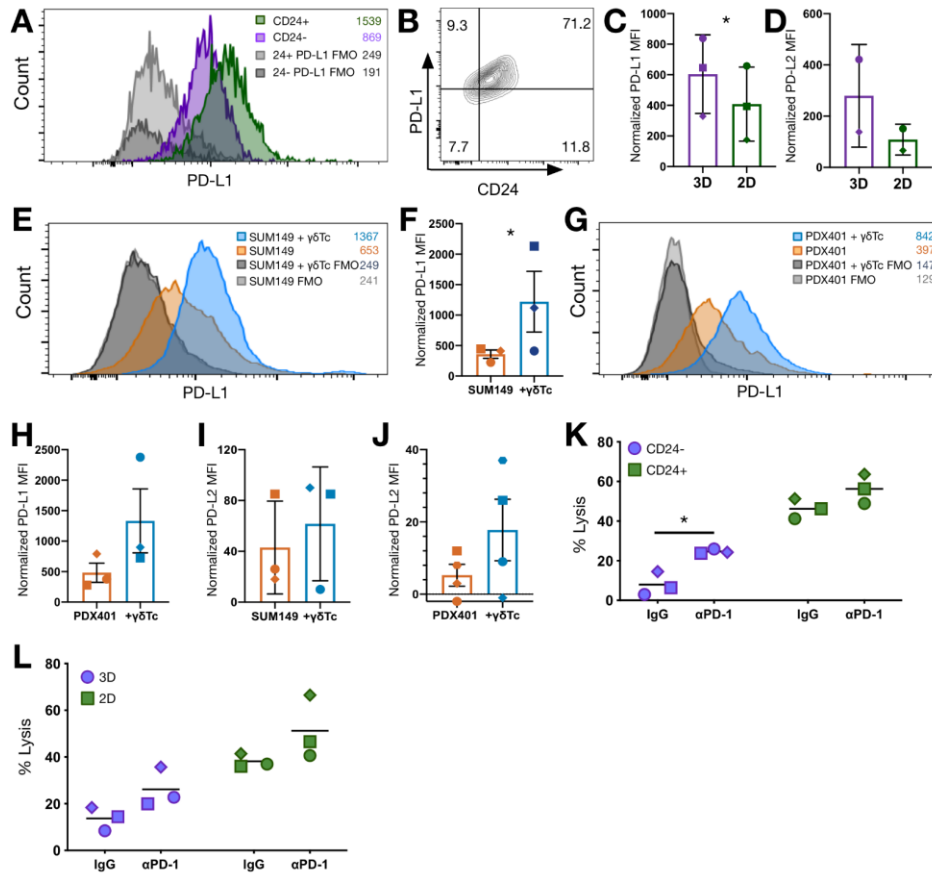 A
Count
PD-L1
CD24+ 1539
CD24- 869
24+ PD-L1 FMO 249
24- PD-L1 FMO 191
B
9.3 71.2
7.7 11.8
PD-L1
CD24
C
Normalized PD-L1 MFI
1000
800
600
400
200
0
*
3D 2D
D
Normalized PD-L2 MFI
600
400
200
0
3D 2D
E
Count
PD-L1
SUM149 + γδTc 1367
SUM149 653
SUM149 + γδTc FMO 249
SUM149 FMO 241
F
Normalized PD-L1 MFI
2500
2000
1500
1000
500
0
*
SUM149 +γδTc
G
Count
PD-L1
PDX401 + γδTc 842
PDX401 397
PDX401 + γδTc FMO 147
PDX401 FMO 129
H
Normalized PD-L1 MFI
2500
2000
1500
1000
500
0
PDX401 +γδTc
I
Normalized PD-L2 MFI
120
80
40
0
SUM149 +γδTc
J
Normalized PD-L2 MFI
40
20
0
PDX401 +γδTc
K
% Lysis
80
60
40
20
0
CD24-
CD24+
*
IgG αPD-1 IgG αPD-1
L
% Lysis
80
60
40
20
0
3D
2D
IgG αPD-1 IgG αPD-1